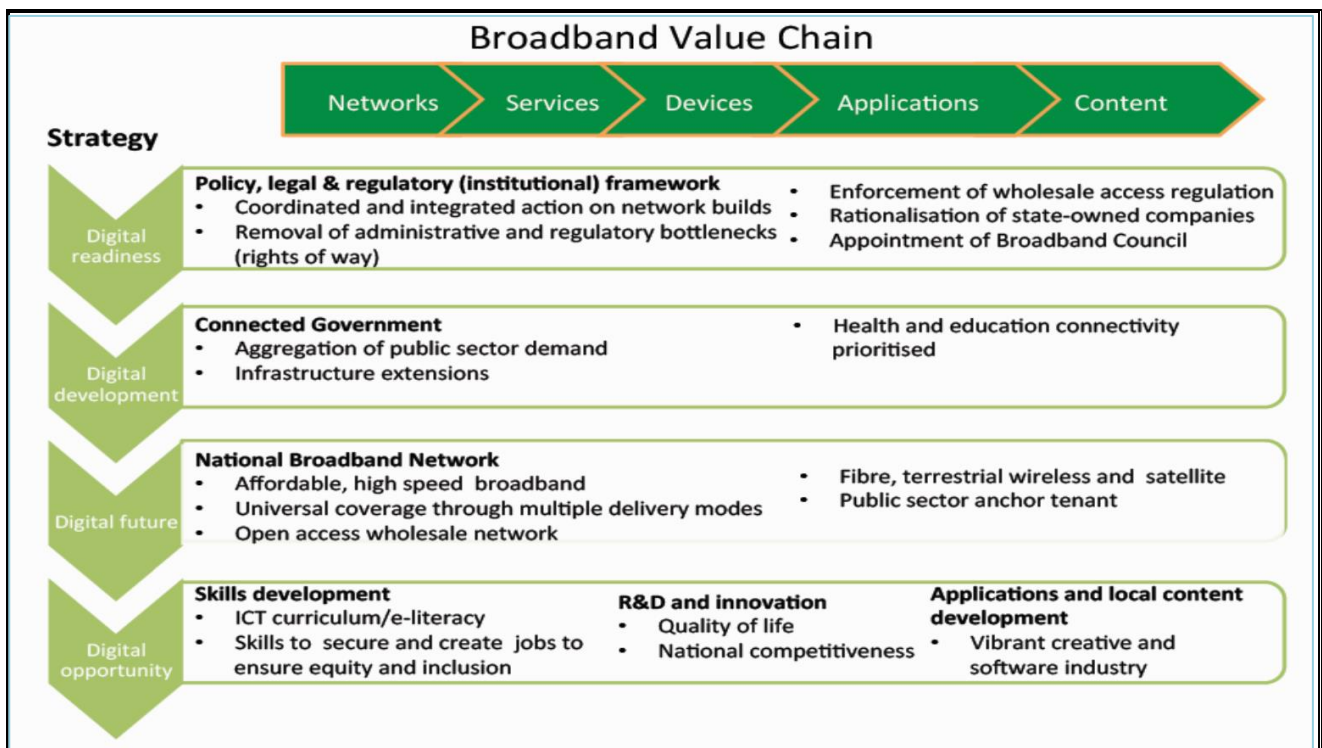 Broadband Value Chain
Networks
Services
Devices
Applications
Content
Strategy
Digital
readiness
Policy, legal & regulatory (institutional) framework
• Coordinated and integrated action on network builds
• Removal of administrative and regulatory bottlenecks
(rights of way)
• Enforcement of wholesale access regulation
• Rationalisation of state-owned companies
• Appointment of Broadband Council
Digital
development
Connected Government
• Aggregation of public sector demand
• Infrastructure extensions
• Health and education connectivity
prioritised
Digital future
National Broadband Network
• Affordable, high speed broadband
• Universal coverage through multiple delivery modes
• Open access wholesale network
• Fibre, terrestrial wireless and satellite
• Public sector anchor tenant
Digital
opportunity
Skills development
• ICT curriculum/e-literacy
• Skills to secure and create jobs to
ensure equity and inclusion
R&D and innovation
• Quality of life
• National competitiveness
Applications and local content
development
• Vibrant creative and
software industry